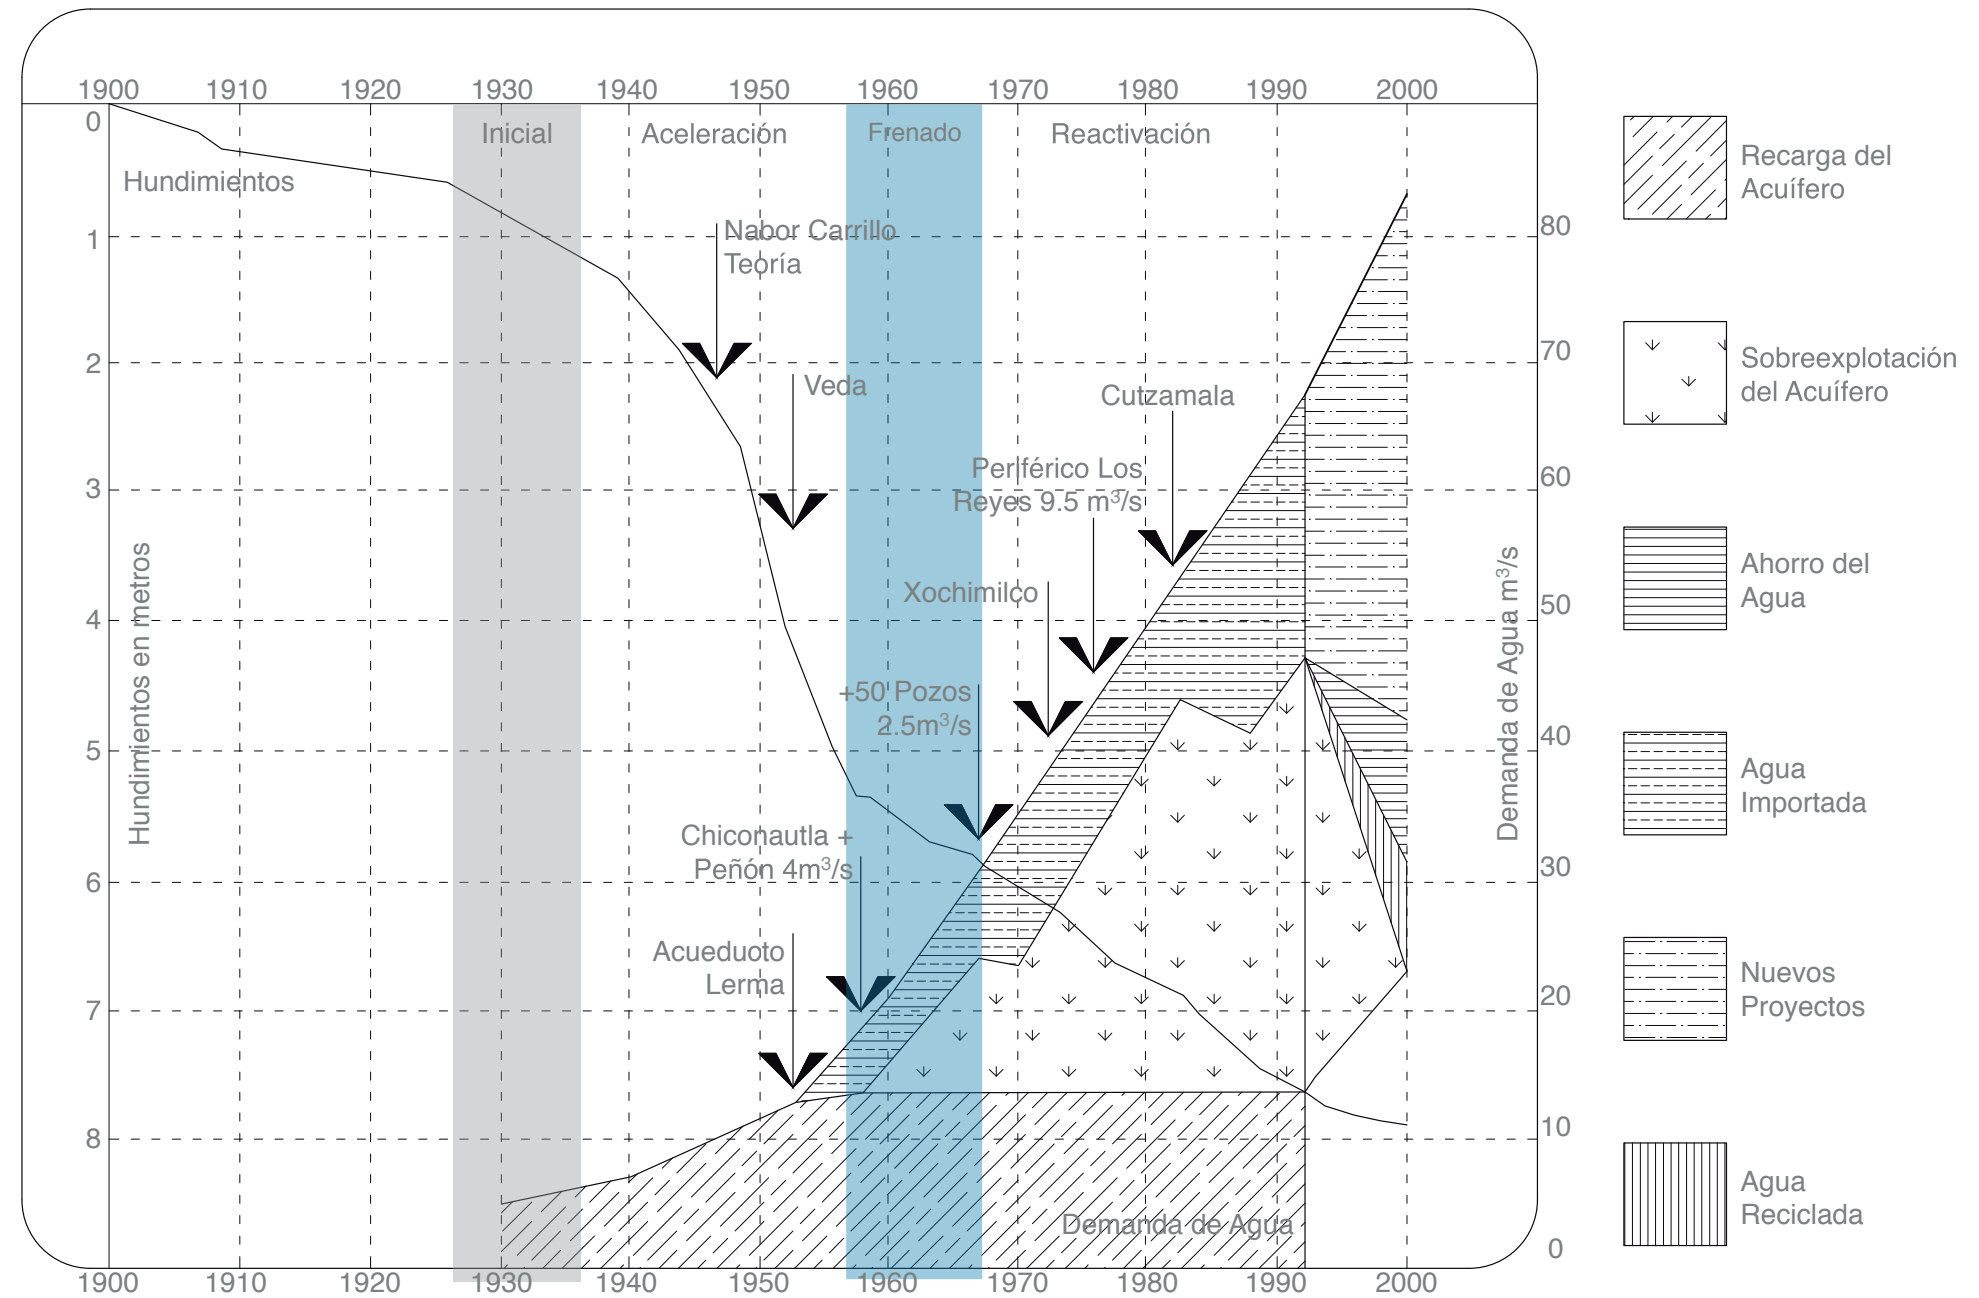 1900 1910 1920 1930 1940 1950 1960 1970 1980 1990 2000
0
Inicial
Aceleración
Frenado
Reactivación
Hundimientos
Nabor Carrillo
Teoría
Veda
Cutzamala
Periférico Los
Reyes 9.5 m³/s
Xochimilco
+50 Pozos
2.5m³/s
Chiconautla +
Peñón 4m³/s
Acueduoto
Lerma
Demanda de Agua
1
2
3
4
5
6
7
8
Hundimientos en metros
80
70
60
50
40
30
20
10
0
Demanda de Agua m³/s
1900 1910 1920 1930 1940 1950 1960 1970 1980 1990 2000
Recarga del
Acuífero
Sobreexplotación
del Acuífero
Ahorro del
Agua
Agua
Importada
Nuevos
Proyectos
Agua
Reciclada